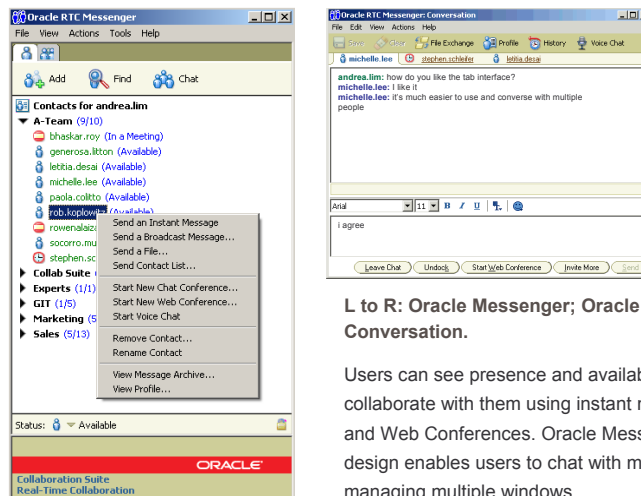 Oracle RTC Messenger
File View Actions Tools Help
Add Find Chat
Contacts for andrea.lim
A-Team (9/10)
bhaskar.roy (In a Meeting)
generosa.litton (Available)
letitia.desai (Available)
michelle.lee (Available)
paola.colitto (Available)
rob.koplowitz (Available)
rowenalaiz
socorro.mu
stephen.sc
Collab Suite
Experts (1/1)
GIT (1/5)
Marketing (5
Sales (5/13)
Send an Instant Message
Send a Broadcast Message...
Send a File...
Send Contact List...
Start New Chat Conference...
Start New Web Conference...
Start Voice Chat
Remove Contact...
Rename Contact
View Message Archive...
View Profile...
Status: Available
ORACLE
Collaboration Suite
Real-Time Collaboration
Oracle RTC Messenger: Conversation
File Edit View Actions Help
Save Clear File Exchange Profile History Voice Chat
michelle.lee stephen.schleifer letitia.desai
andrea.lim: how do you like the tab interface?
michelle.lee: I like it
michelle.lee: it's much easier to use and converse with multiple
people
Arial 11 B I U
i agree
Leave Chat Undock Start Web Conference Invite More Send
L to R: Oracle Messenger; Oracle
Conversation.
Users can see presence and availab
collaborate with them using instant
and Web Conferences. Oracle Mess
design enables users to chat with m
managing multiple windows